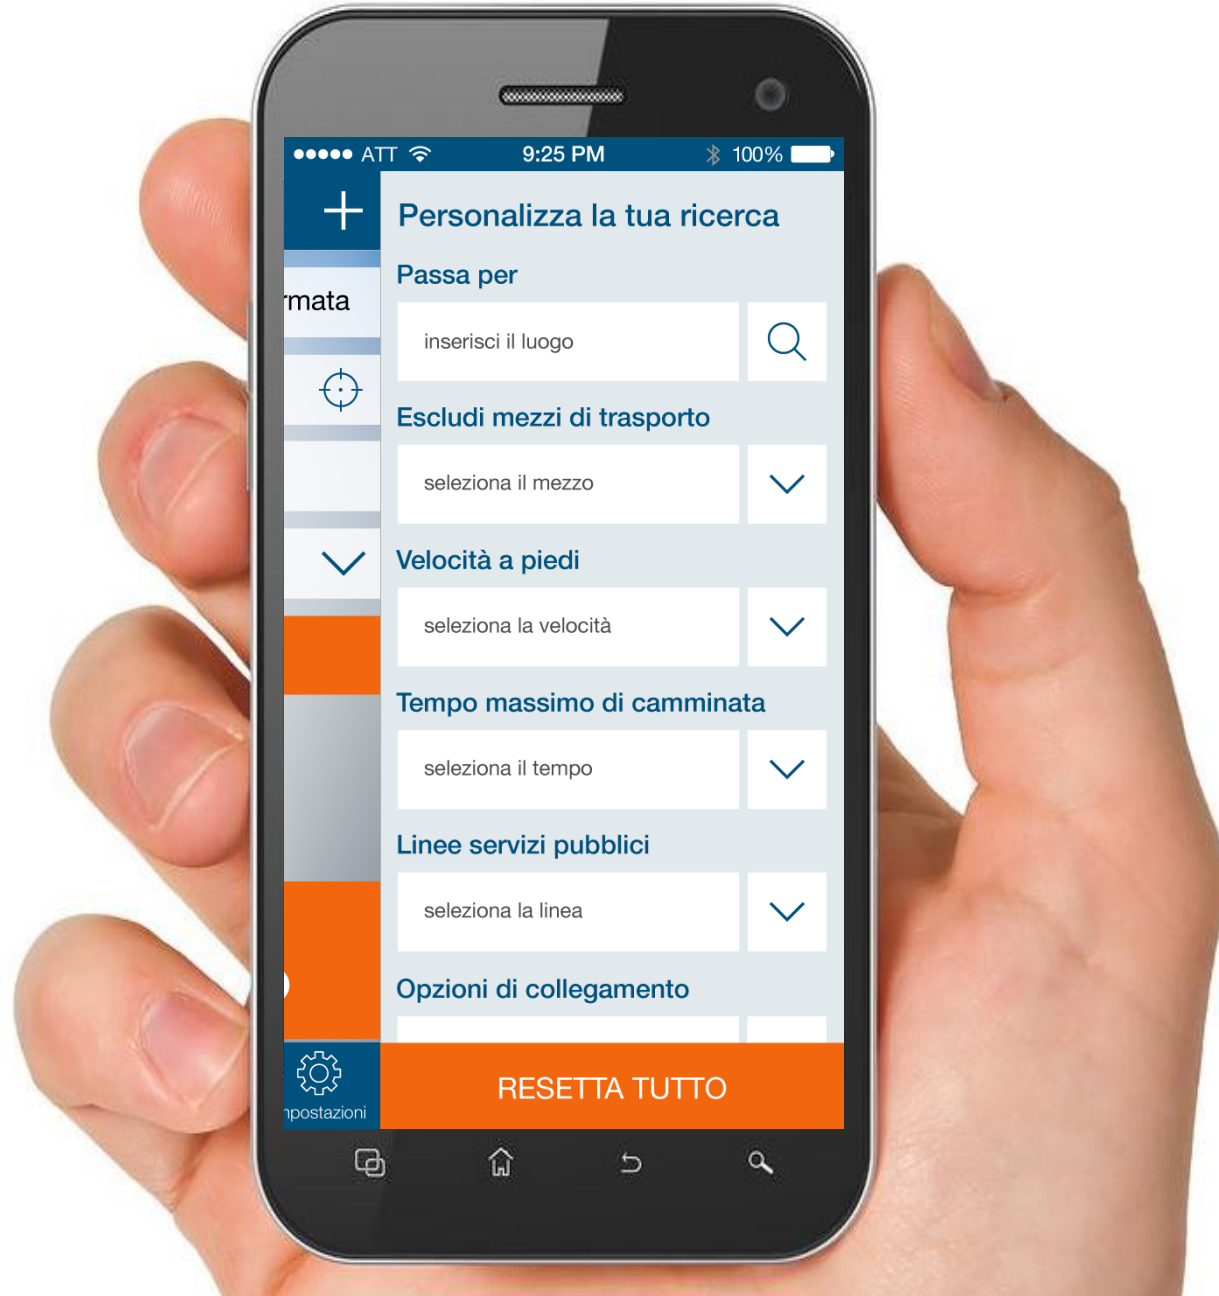 ATT 9:25 PM 100%
Personalizza la tua ricerca
Passa per
rmata
inserisci il luogo
Escludi mezzi di trasporto
seleziona il mezzo
Velocità a piedi
seleziona la velocità
Tempo massimo di camminata
seleziona il tempo
Linee servizi pubblici
seleziona la linea
Opzioni di collegamento
RESETTA TUTTO
mpostazioni